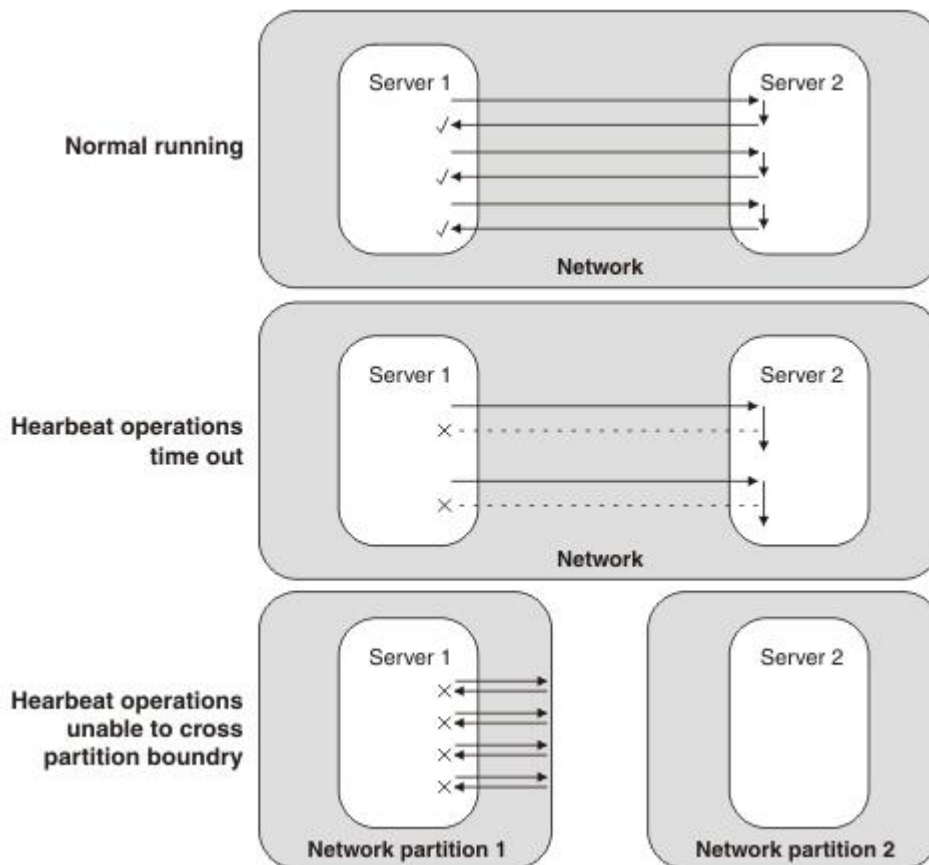 Server 1
Server 2
Normal running
Network
Server 1
Server 2
Hearbeat operations
time out
Network
Server 1
Server 2
Hearbeat operations
unable to cross
partition boundry
Network partition 1
Network partition 2